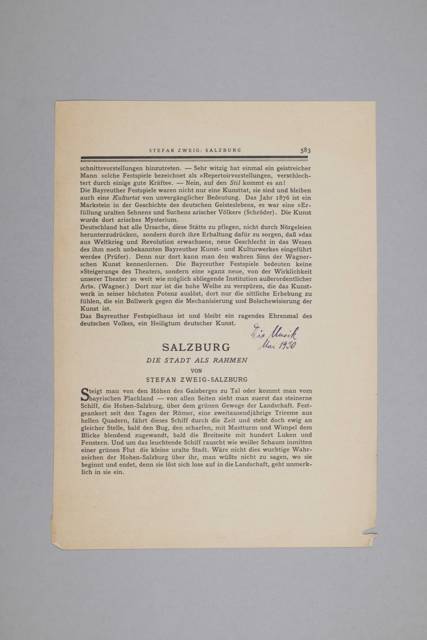 STEFAN ZWEIG: SALZBURG 583
schnittsvorstellungen hinzutreten. — Sehr witzig hat einmal ein geistreicher
Mann solche Festspiele bezeichnet als »Repertoirvorstellungen, verschlech-
tert durch einige gute Kräfte«. — Nein, auf den Stil kommt es an!
Die Bayreuther Festspiele waren nicht nur eine Kunsttat, sie sind und bleiben
auch eine Kulturtat von unvergänglicher Bedeutung. Das Jahr 1876 ist ein
Markstein in der Geschichte des deutschen Geisteslebens, es war eine »Er-
füllung uralten Sehnens und Suchens arischer Völker« (Schröder). Die Kunst
wurde dort arisches Mysterium.
Deutschland hat alle Ursache, diese Stätte zu pflegen, nicht durch Nörgeleien
herunterzudrücken, sondern durch ihre Erhaltung dafür zu sorgen, daß »das
aus Weltkrieg und Revolution erwachsene, neue Geschlecht in das Wesen
des ihm noch unbekannten Bayreuther Kunst- und Kulturwerkes eingeführt
werde« (Prüfer). Denn nur dort kann man den wahren Sinn der Wagner-
schen Kunst kennenlernen. Die Bayreuther Festspiele bedeuten keine
»Steigerung« des Theaters, sondern eine »ganz neue, von der Wirklichkeit
unserer Theater so weit wie möglich abliegende Institution außerordentlicher
Art«. (Wagner.) Dort nur ist die hohe Weihe zu verspüren, die das Kunst-
werk in seiner höchsten Potenz auslöst, dort nur die sittliche Erhebung zu
fühlen, die ein Bollwerk gegen die Mechanisierung und Bolschewisierung der
Kunst ist.
Das Bayreuther Festspielhaus ist und bleibt ein ragendes Ehrenmal des
deutschen Volkes, ein Heiligtum deutscher Kunst.
Die Musik
Mai 1930
SALZBURG
DIE STADT ALS RAHMEN
VON
STEFAN ZWEIG-SALZBURG
Steigt man von den Höhen des Gaisberges zu Tal oder kommt man vom
bayrischen Flachland — von allen Seiten sieht man zuerst das steinerne
Schiff, die Hohen-Salzburg, über dem grünen Gewege der Landschaft. Fest-
geankert seit den Tagen der Römer, eine zweitausendjährige Trireme aus
hellen Quadern, fährt dieses Schiff durch die Zeit und steht doch ewig an
gleicher Stelle, bald den Bug, den scharfen, mit Mastturm und Wimpel dem
Blicke blendend zugewandt, bald die Breitseite mit hundert Luken und
Fenstern. Und um das leuchtende Schiff rauscht wie weißer Schaum inmitten
einer grünen Flut die kleine uralte Stadt. Wäre nicht dies wuchtige Wahr-
zeichen der Hohen-Salzburg über ihr, man wüßte nicht zu sagen, wo sie
beginnt und endet, denn sie löst sich lose auf in die Landschaft, geht unmerk-
lich in sie ein.